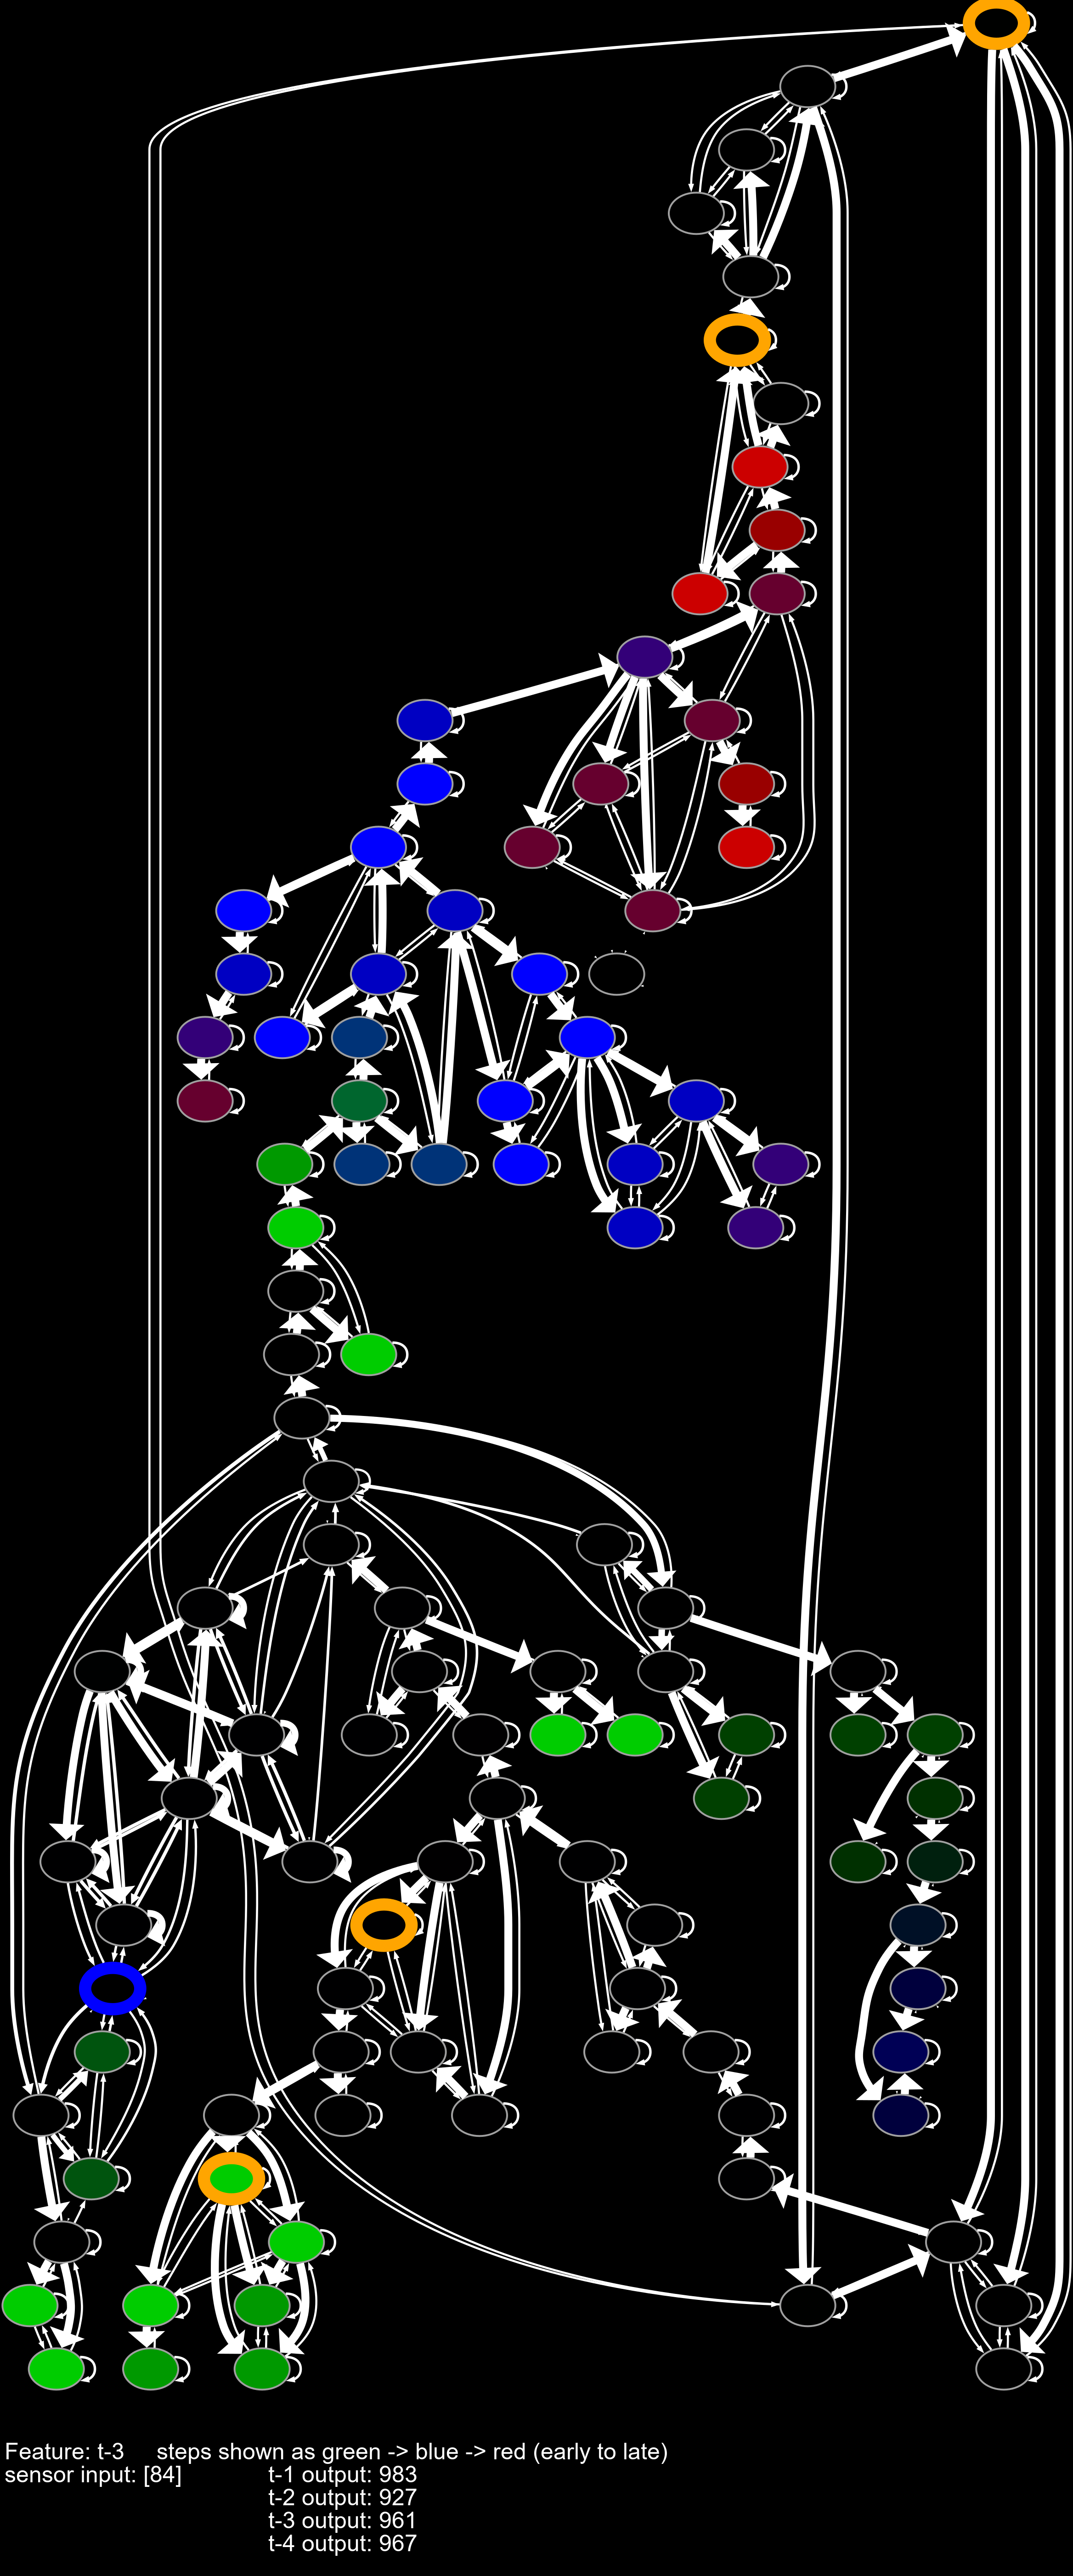 Feature: t-3     steps shown as green -> blue -> red (early to late)
sensor input: [84]     t-1 output: 983
t-2 output: 927
t-3 output: 961
t-4 output: 967